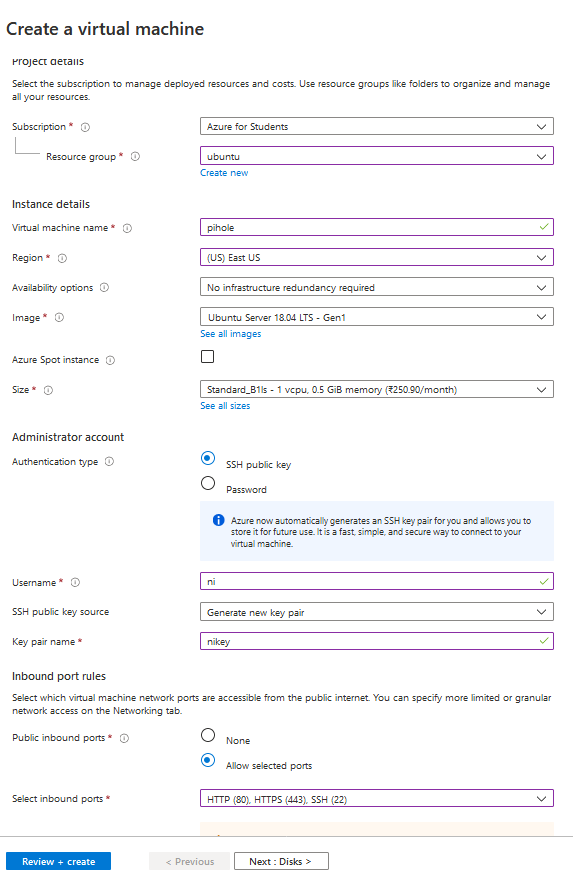 Create a virtual machine
Project details
Select the subscription to manage deployed resources and costs. Use resource groups like folders to organize and manage
all your resources.
Subscription *
Azure for Students
Resource group *
ubuntu
Create new
Instance details
Virtual machine name *
pihole
Region *
(US) East US
Availability options
No infrastructure redundancy required
Image *
Ubuntu Server 18.04 LTS - Gen1
See all images
Azure Spot instance
Size *
Standard_B1ls - 1 vcpu, 0.5 GiB memory (₹250.90/month)
See all sizes
Administrator account
Authentication type
SSH public key
Password
Azure now automatically generates an SSH key pair for you and allows you to
store it for future use. It is a fast, simple, and secure way to connect to your
virtual machine.
Username *
ni
SSH public key source
Generate new key pair
Key pair name *
nikey
Inbound port rules
Select which virtual machine network ports are accessible from the public internet. You can specify more limited or granular
network access on the Networking tab.
Public inbound ports *
None
Allow selected ports
Select inbound ports *
HTTP (80), HTTPS (443), SSH (22)
Review + create
< Previous
Next : Disks >